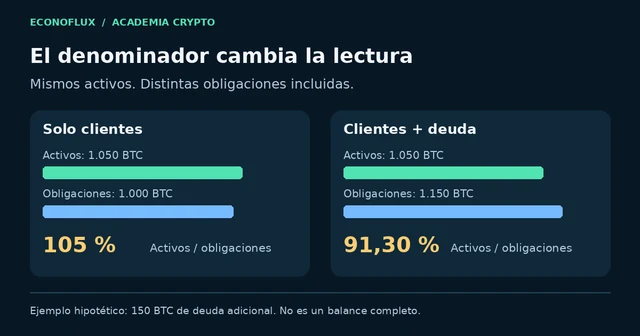 ECONOFLUX / ACADEMIA CRYPTO
El denominador cambia la lectura
Mismos activos. Distintas obligaciones incluidas.
Solo clientes
Activos: 1.050 BTC
Obligaciones: 1.000 BTC
105 % Activos / obligaciones
Clientes + deuda
Activos: 1.050 BTC
Obligaciones: 1.150 BTC
91,30 % Activos / obligaciones
Ejemplo hipotético: 150 BTC de deuda adicional. No es un balance completo.